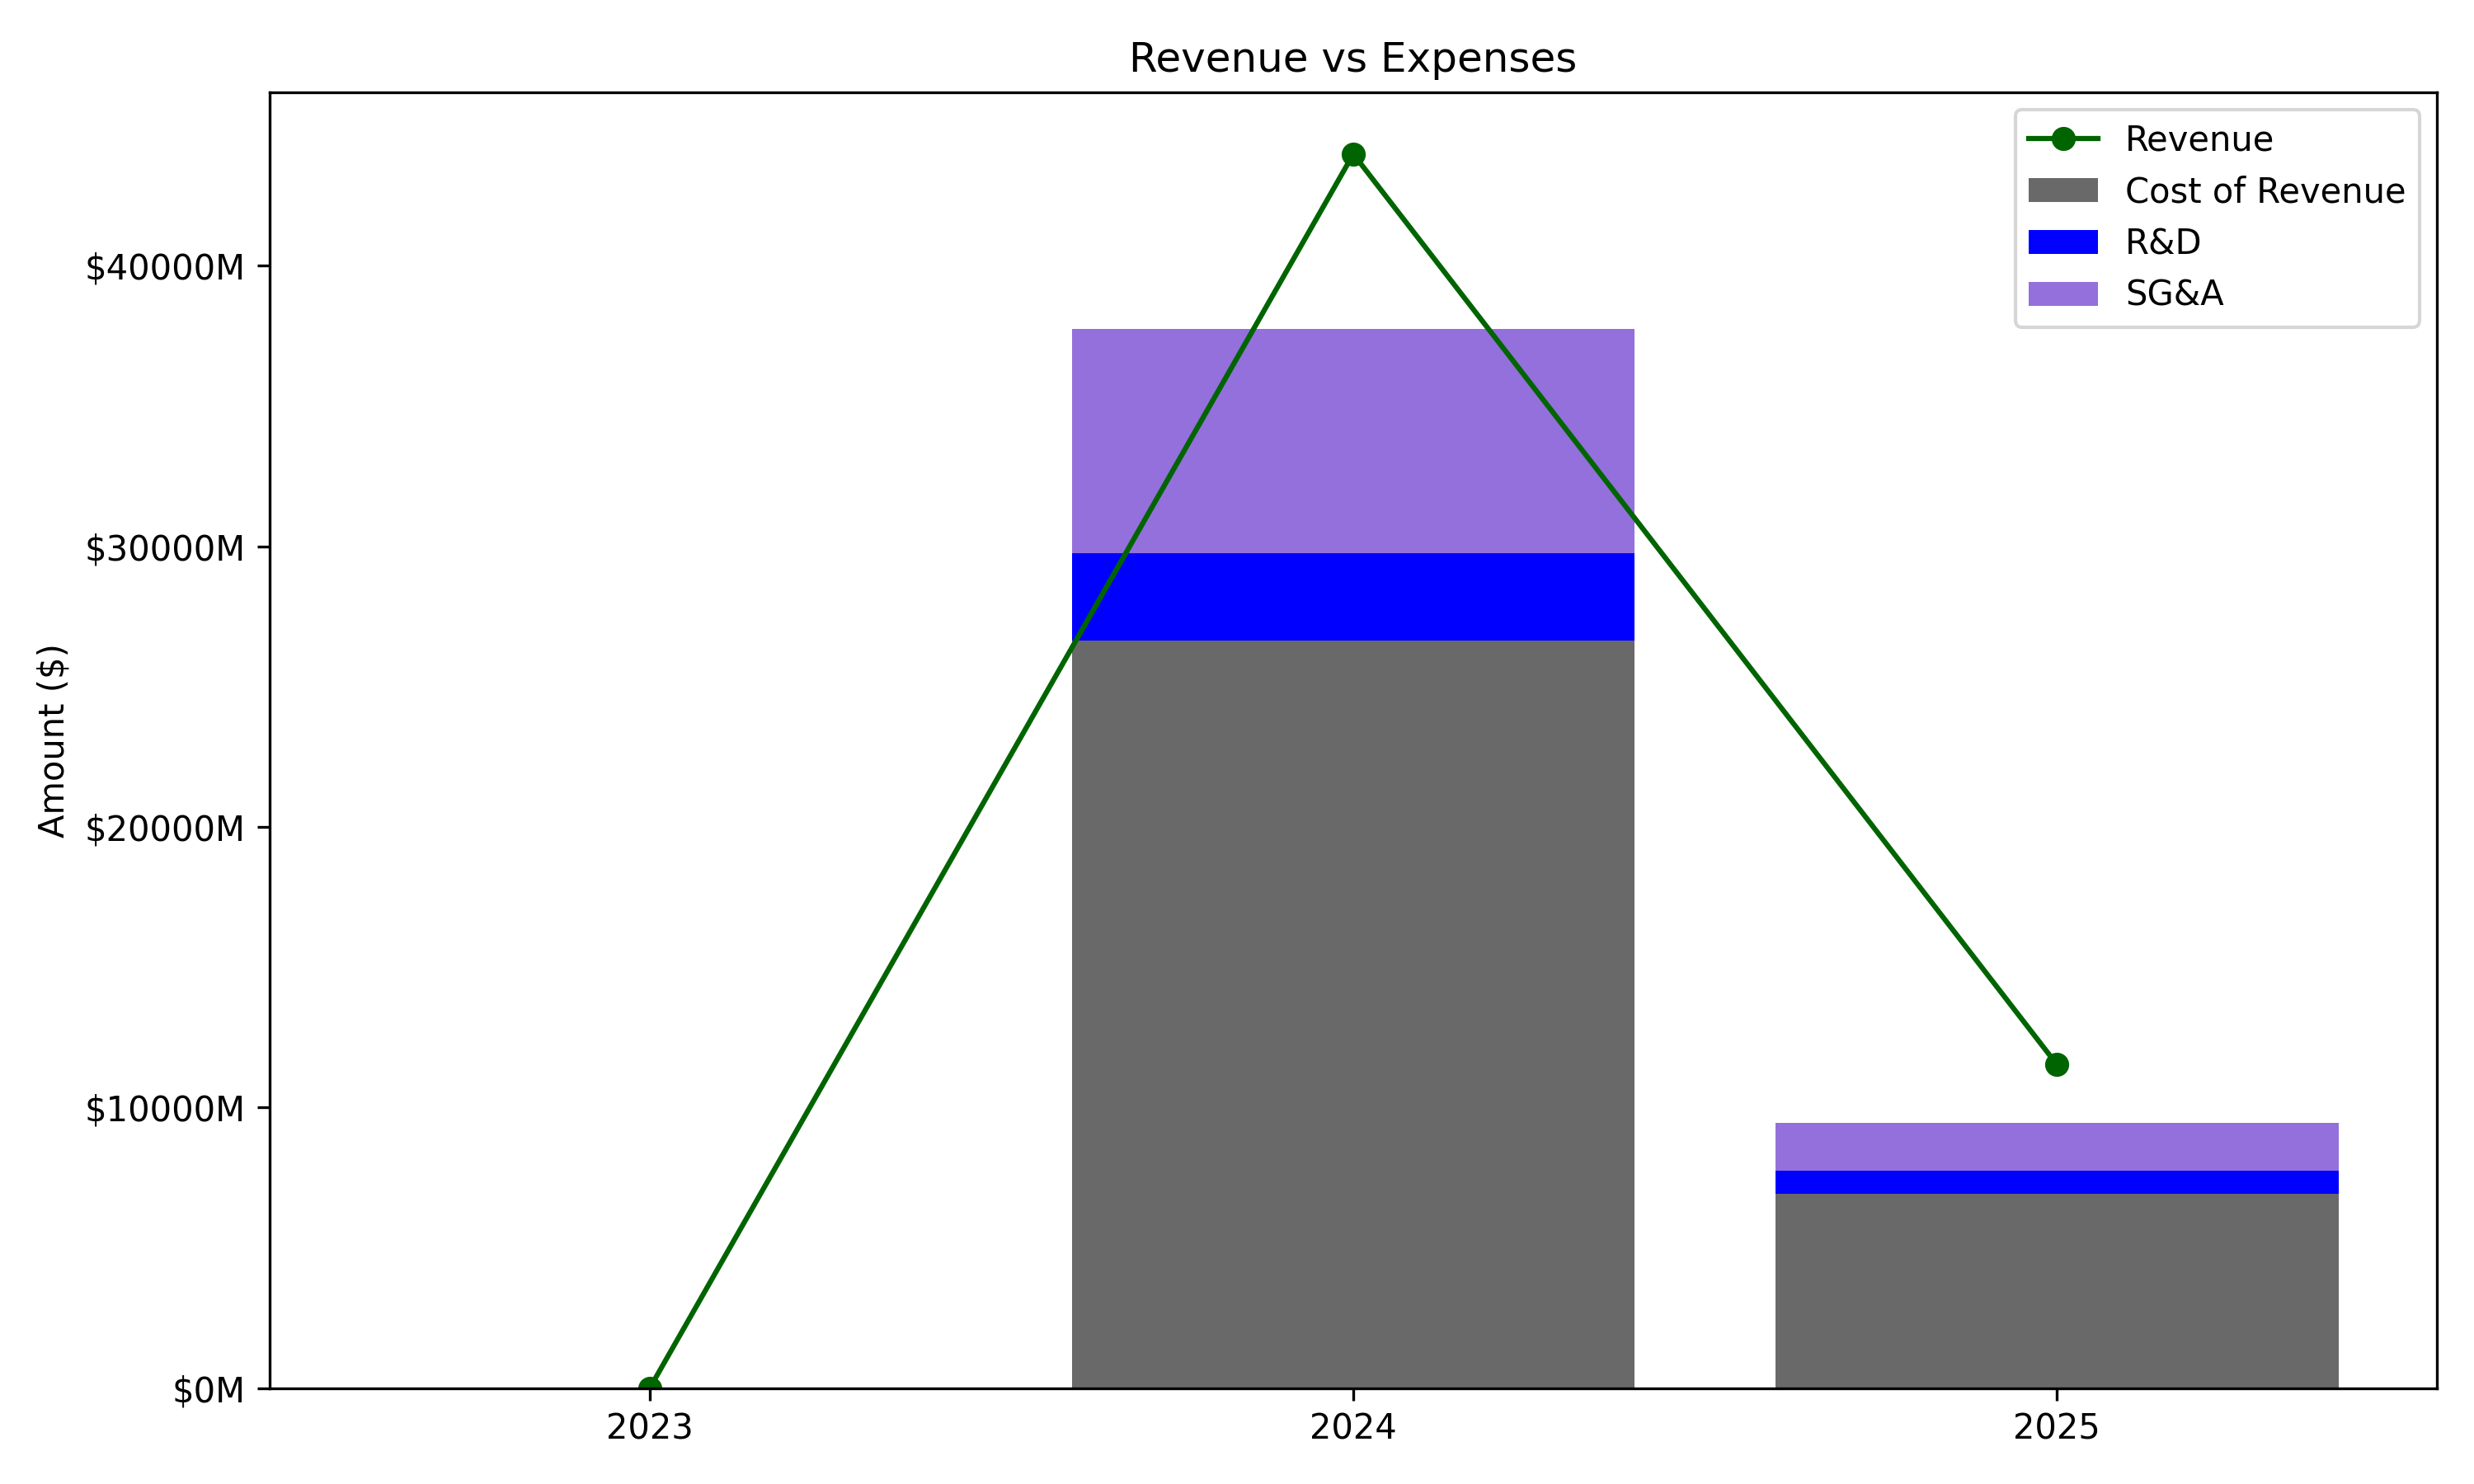 Revenue vs Expenses
Revenue
Cost of Revenue
R&D
SG&A
Amount ($)
$40000M
$30000M
$20000M
$10000M
$0M
2023
2024
2025